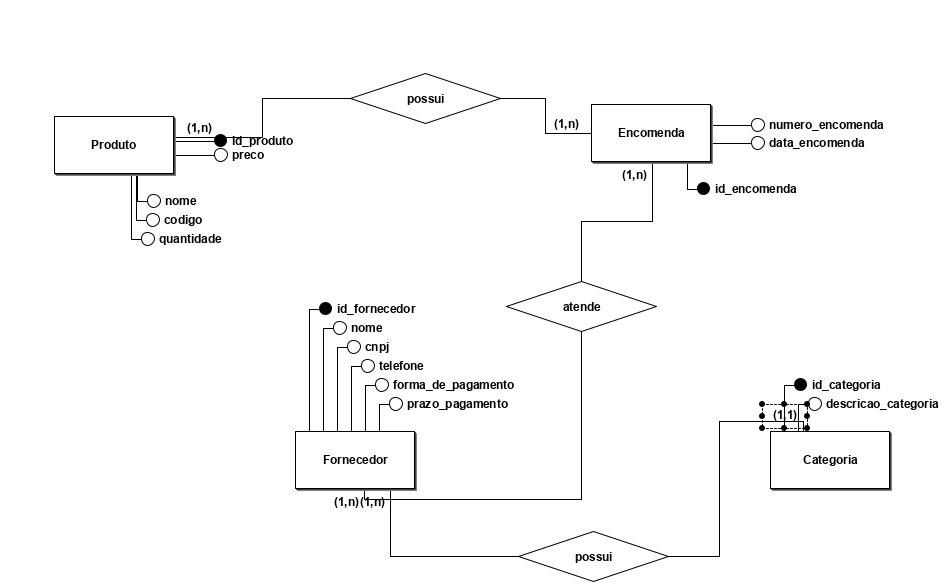 possui
(1,n)
(1,n)
Produto
Encomenda
id_produto
preco
nome
codigo
quantidade
numero_encomenda
data_encomenda
id_encomenda
(1,n)
atende
id_fornecedor
nome
cnpj
telefone
forma_de_pagamento
prazo_pagamento
Fornecedor
(1,n)
(1,n)
id_categoria
descricao_categoria
(1,1)
Categoria
possui